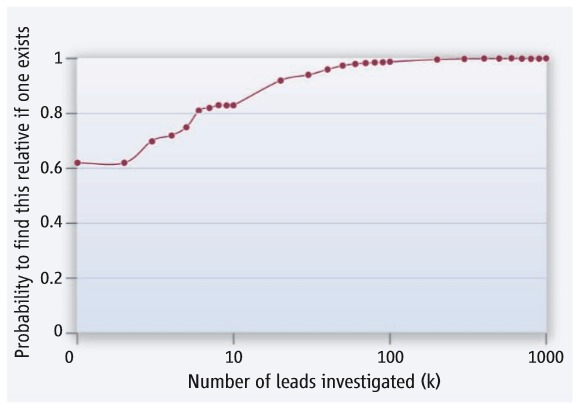 Probability to find this relative if one exists
1
0.8
0.6
0.4
0.2
0
0 10 100 1000
Number of leads investigated (k)